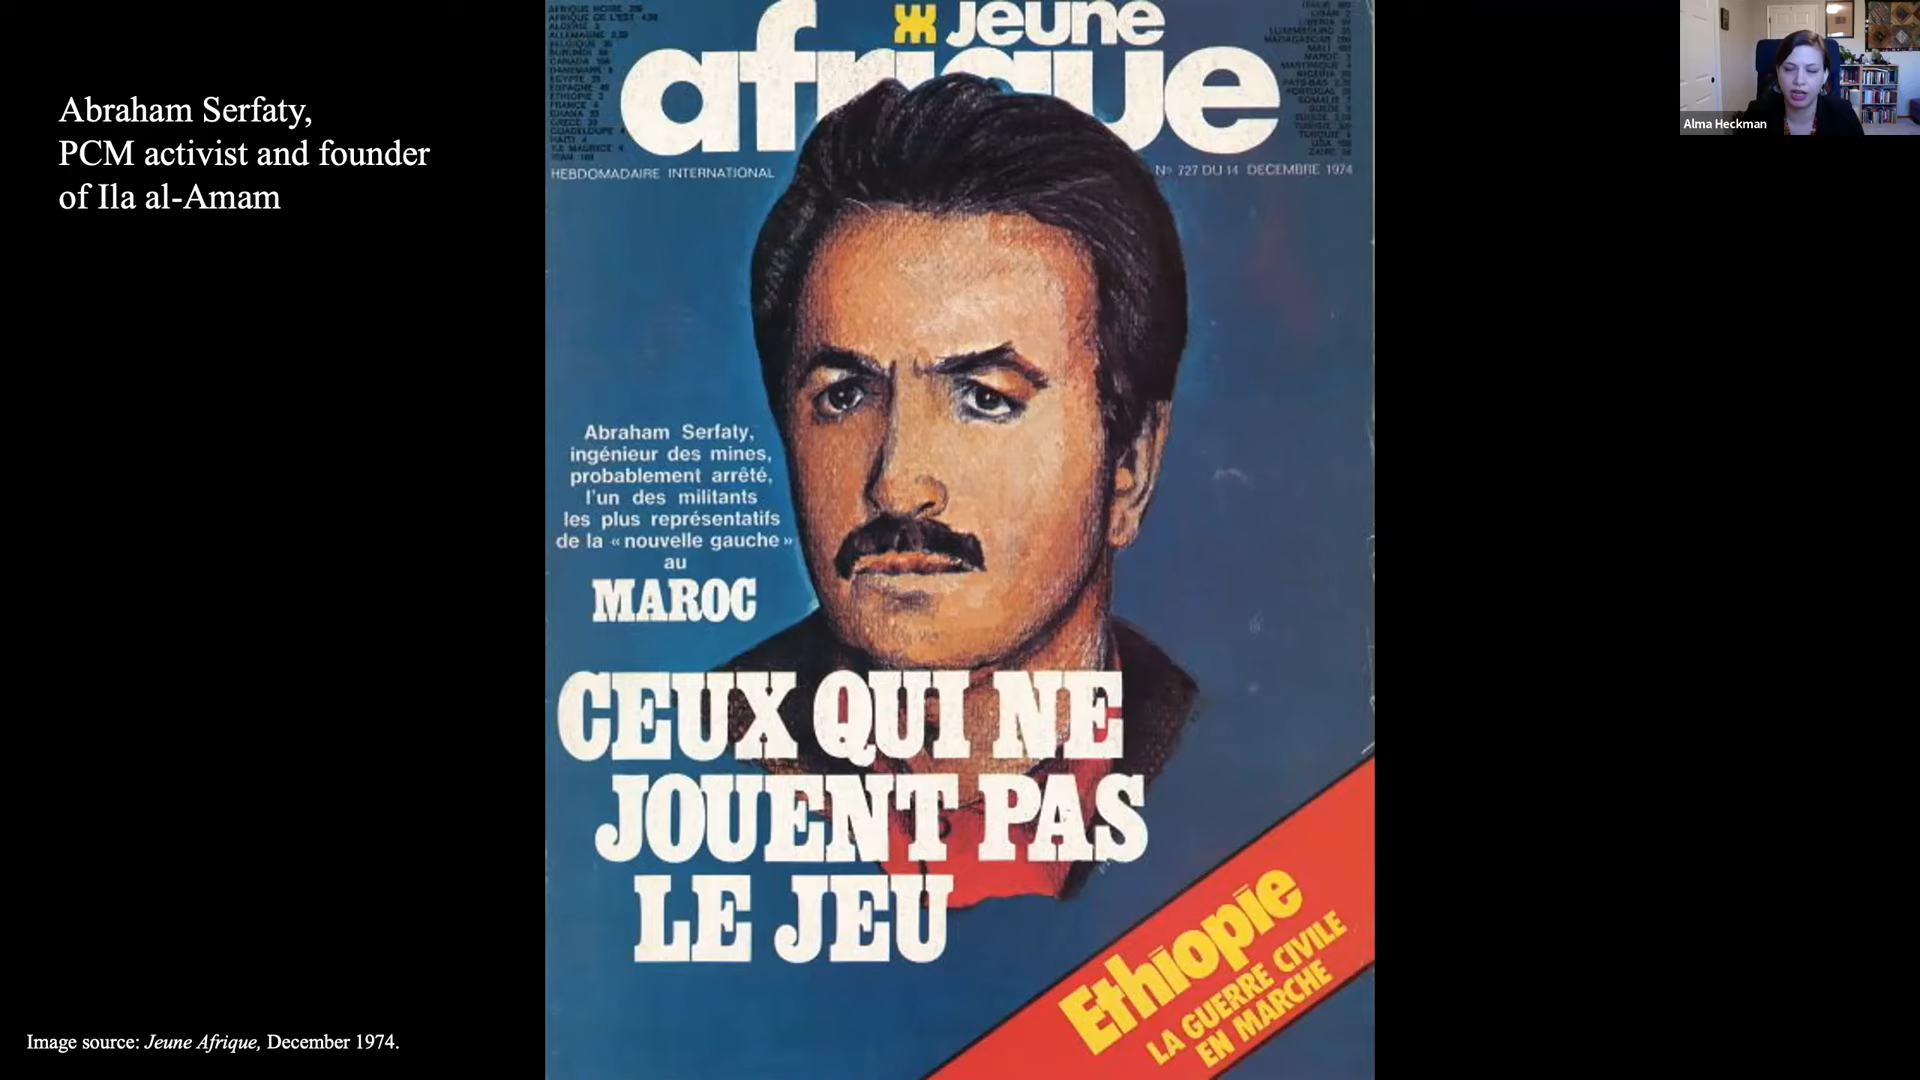 Abraham Serfaty,
PCM activist and founder
of Ila al-Amam
jeune
afrique
HEBDOMADAIRE INTERNATIONAL
N° 727 DU 14 DECEMBRE 1974
Abraham Serfaty,
ingénieur des mines,
probablement arrêté,
l'un des militants
les plus représentatifs
de la « nouvelle gauche »
au
MAROC
CEUX QUI NE
JOUENT PAS
LE JEU
Ethiopie
LA GUERRE CIVILE
EN MARCHE
Image source: Jeune Afrique, December 1974.
Alma Heckman